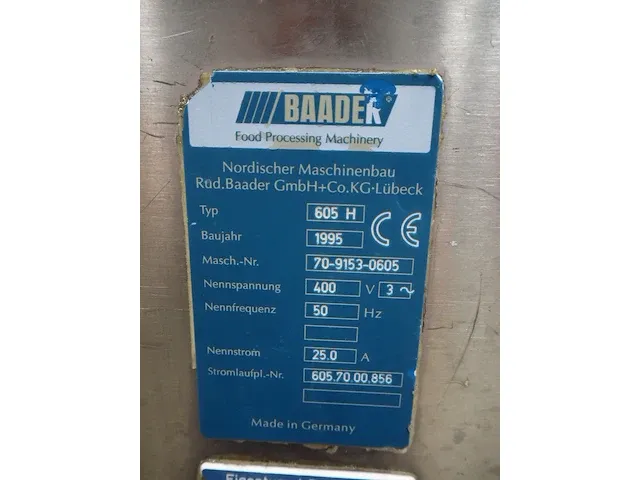 BAADER
Food Processing Machinery
Nordischer Maschinenbau
Rud.Baader GmbH+Co.KG·Lübeck
Typ 605 H CE
Baujahr 1995
Masch.-Nr. 70-9153-0605
Nennspannung 400 V 3 ~
Nennfrequenz 50 Hz
Nennstrom 25.0 A
Stromlaufpl.-Nr. 605.70.00.856
Made in Germany